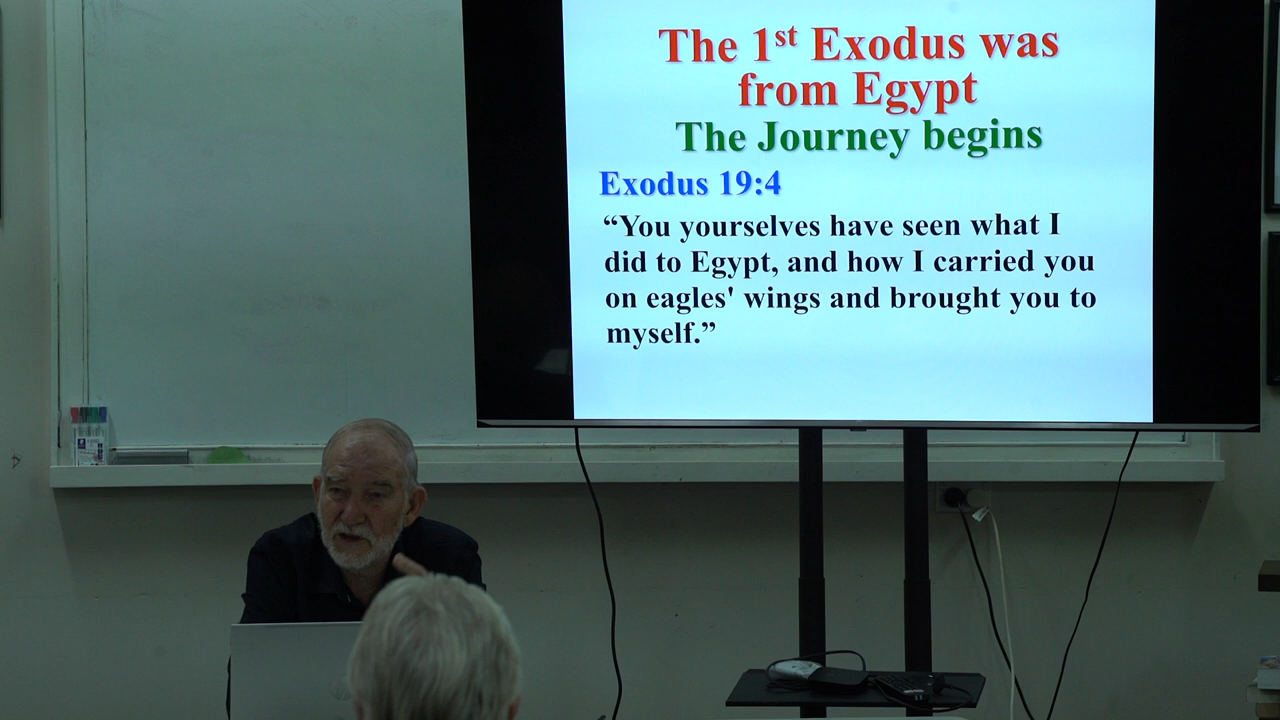 The 1st Exodus was
from Egypt
The Journey begins
Exodus 19:4
“You yourselves have seen what I
did to Egypt, and how I carried you
on eagles' wings and brought you to
myself.”